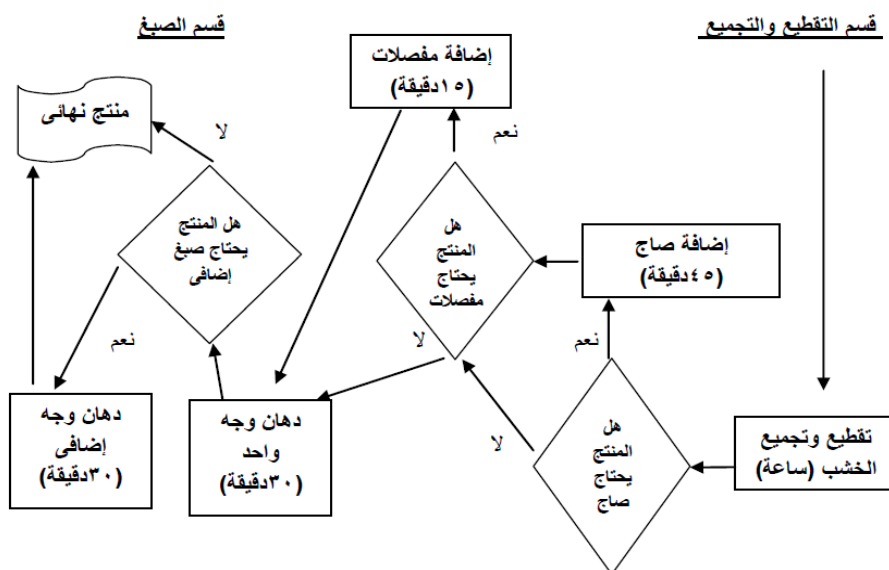 قسم التقطيع والتجميع
قسم الصبغ
تقطيع وتجميع
الخشب (ساعة)
هل
المنتج
يحتاج
صاج
نعم
لا
إضافة صاج
(٤٥دقيقة)
هل
المنتج
يحتاج
مفصلات
نعم
لا
إضافة مفصلات
(١٥دقيقة)
دهان وجه
واحد
(٣٠دقيقة)
هل المنتج
يحتاج صبغ
إضافى
لا
نعم
منتج نهائى
دهان وجه
إضافى
(٣٠دقيقة)